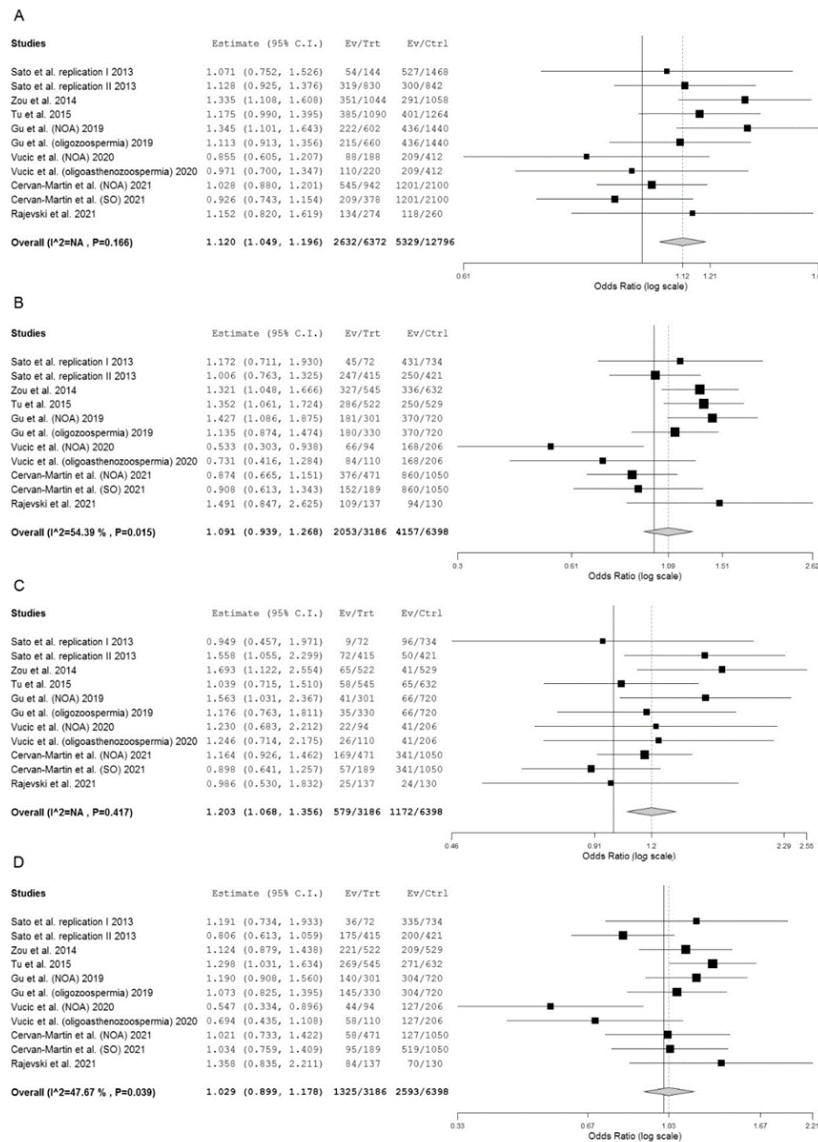 A
Studies Estimate (95% C.I.) Ev/Trt Ev/Ctrl
Sato et al. replication I 2013 1.071 (0.752, 1.526) 54/144 527/1468
Sato et al. replication II 2013 1.128 (0.925, 1.376) 319/830 300/842
Zou et al. 2014 1.335 (1.108, 1.608) 351/1044 291/1058
Tu et al. 2015 1.175 (0.990, 1.395) 385/1090 401/1264
Gu et al. (NOA) 2019 1.345 (1.101, 1.643) 222/602 436/1440
Gu et al. (oligozoospermia) 2019 1.113 (0.913, 1.356) 215/660 436/1440
Vucic et al. (NOA) 2020 0.855 (0.605, 1.207) 88/188 209/412
Vucic et al. (oligoasthenozoospermia) 2020 0.971 (0.700, 1.347) 110/220 209/412
Cervan-Martin et al. (NOA) 2021 1.028 (0.880, 1.201) 545/942 1201/2100
Cervan-Martin et al. (SO) 2021 0.926 (0.743, 1.154) 209/378 1201/2100
Rajevski et al. 2021 1.152 (0.820, 1.619) 134/274 118/260
Overall (I^2=NA , P=0.166) 1.120 (1.049, 1.196) 2632/6372 5329/12796
0.61 1.12 1.21
Odds Ratio (log scale)
B
Studies Estimate (95% C.I.) Ev/Trt Ev/Ctrl
Sato et al. replication I 2013 1.172 (0.711, 1.930) 45/72 431/734
Sato et al. replication II 2013 1.006 (0.763, 1.325) 247/415 250/421
Zou et al. 2014 1.321 (1.048, 1.666) 327/545 336/632
Tu et al. 2015 1.352 (1.061, 1.724) 286/522 250/529
Gu et al. (NOA) 2019 1.427 (1.086, 1.875) 181/301 370/720
Gu et al. (oligozoospermia) 2019 1.135 (0.874, 1.474) 180/330 370/720
Vucic et al. (NOA) 2020 0.533 (0.303, 0.938) 66/94 168/206
Vucic et al. (oligoasthenozoospermia) 2020 0.731 (0.416, 1.284) 84/110 168/206
Cervan-Martin et al. (NOA) 2021 0.874 (0.665, 1.151) 376/471 860/1050
Cervan-Martin et al. (SO) 2021 0.908 (0.613, 1.343) 152/189 860/1050
Rajevski et al. 2021 1.491 (0.847, 2.625) 109/137 94/130
Overall (I^2=54.39 % , P=0.015) 1.091 (0.939, 1.268) 2053/3186 4157/6398
0.3 0.61 1.09 1.51 2.62
Odds Ratio (log scale)
C
Studies Estimate (95% C.I.) Ev/Trt Ev/Ctrl
Sato et al. replication I 2013 0.949 (0.457, 1.971) 9/72 96/734
Sato et al. replication II 2013 1.558 (1.055, 2.299) 72/415 50/421
Zou et al. 2014 1.693 (1.122, 2.554) 65/522 41/529
Tu et al. 2015 1.039 (0.715, 1.510) 58/545 65/632
Gu et al. (NOA) 2019 1.563 (1.031, 2.367) 41/301 66/720
Gu et al. (oligozoospermia) 2019 1.176 (0.763, 1.811) 35/330 66/720
Vucic et al. (NOA) 2020 1.230 (0.683, 2.212) 22/94 41/206
Vucic et al. (oligoasthenozoospermia) 2020 1.246 (0.714, 2.175) 26/110 41/206
Cervan-Martin et al. (NOA) 2021 1.164 (0.926, 1.462) 169/471 341/1050
Cervan-Martin et al. (SO) 2021 0.898 (0.641, 1.257) 57/189 341/1050
Rajevski et al. 2021 0.986 (0.530, 1.832) 25/137 24/130
Overall (I^2=NA , P=0.417) 1.203 (1.068, 1.356) 579/3186 1172/6398
0.46 0.91 1.2 2.29 2.55
Odds Ratio (log scale)
D
Studies Estimate (95% C.I.) Ev/Trt Ev/Ctrl
Sato et al. replication I 2013 1.191 (0.734, 1.933) 36/72 335/734
Sato et al. replication II 2013 0.806 (0.613, 1.059) 175/415 200/421
Zou et al. 2014 1.124 (0.879, 1.438) 221/522 209/529
Tu et al. 2015 1.298 (1.031, 1.634) 269/545 271/632
Gu et al. (NOA) 2019 1.190 (0.908, 1.560) 140/301 304/720
Gu et al. (oligozoospermia) 2019 1.073 (0.825, 1.395) 145/330 304/720
Vucic et al. (NOA) 2020 0.547 (0.334, 0.896) 44/94 127/206
Vucic et al. (oligoasthenozoospermia) 2020 0.694 (0.435, 1.108) 58/110 127/206
Cervan-Martin et al. (NOA) 2021 1.021 (0.733, 1.422) 58/471 127/1050
Cervan-Martin et al. (SO) 2021 1.034 (0.759, 1.409) 95/189 519/1050
Rajevski et al. 2021 1.358 (0.835, 2.211) 84/137 70/130
Overall (I^2=47.67 % , P=0.039) 1.029 (0.899, 1.178) 1325/3186 2593/6398
0.33 0.67 1.03 1.67 2.21
Odds Ratio (log scale)